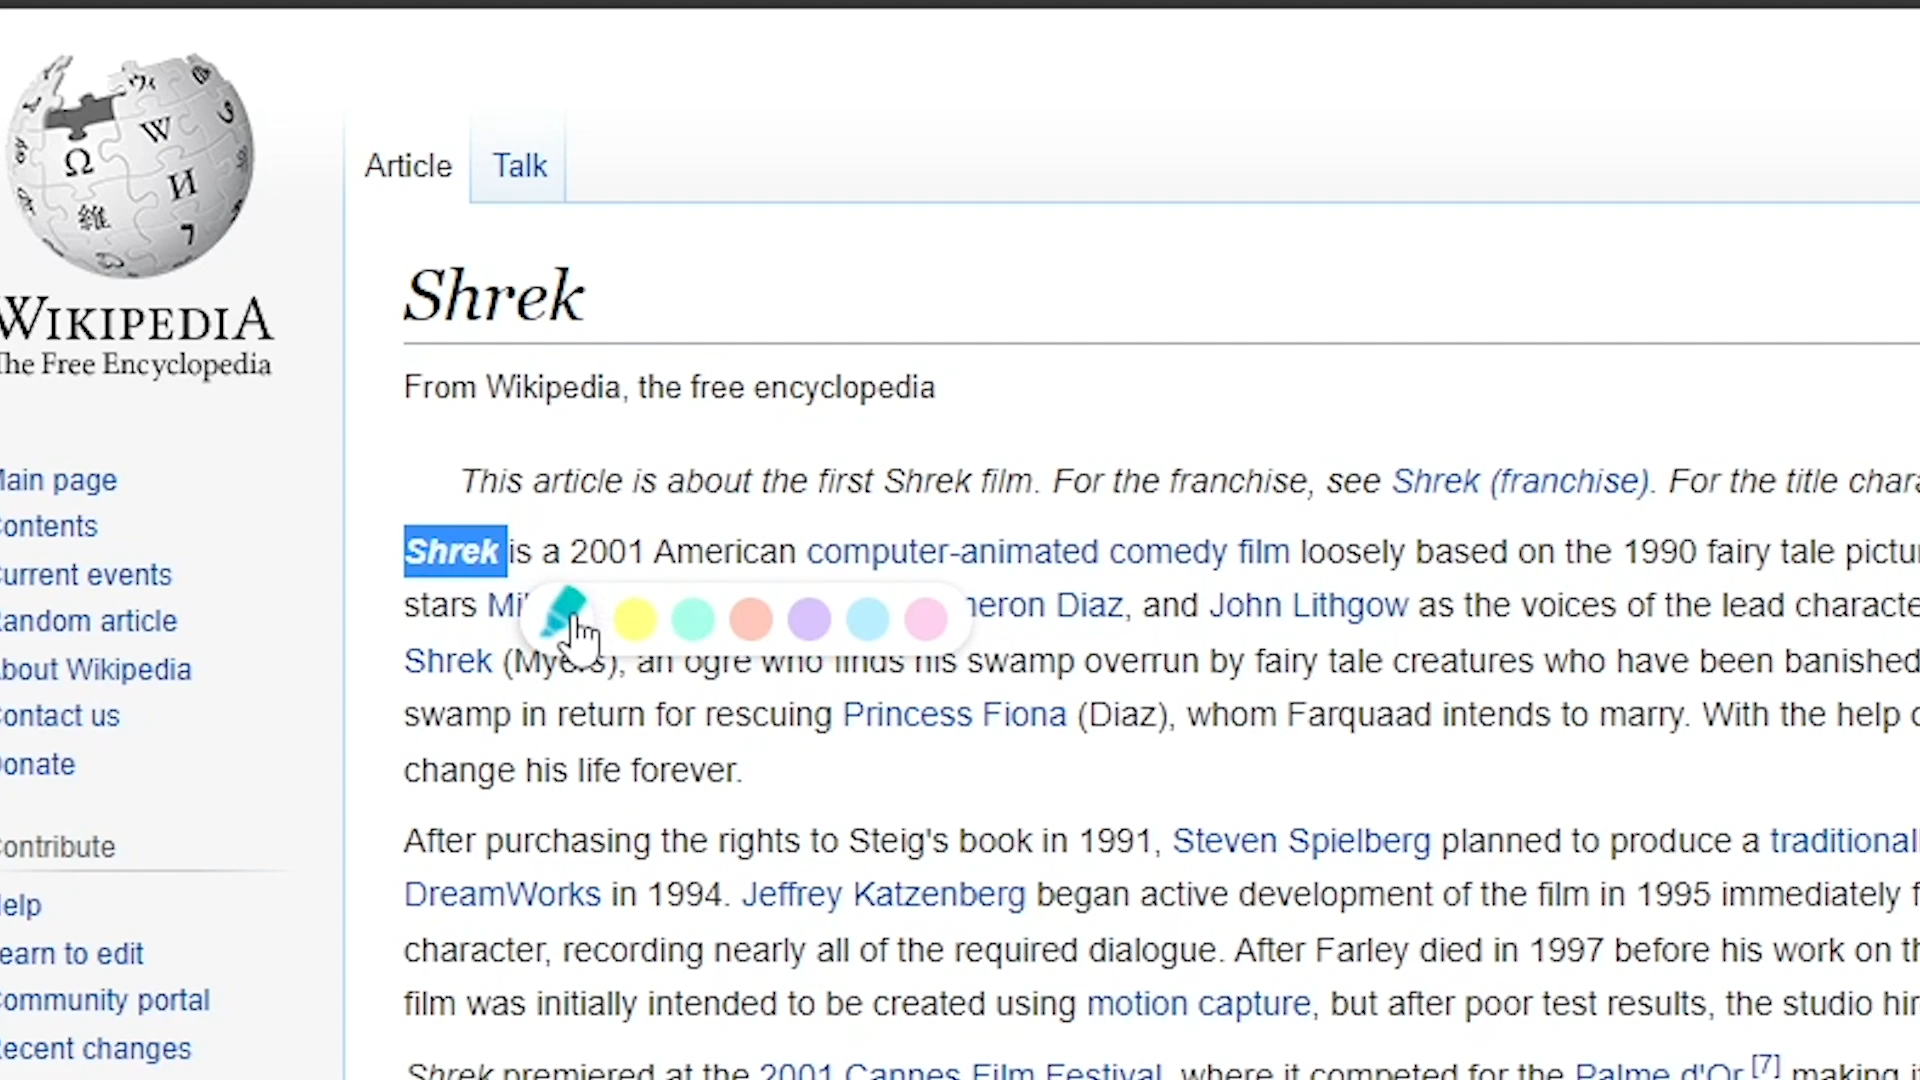 WIKIPEDIA
The Free Encyclopedia
Article Talk
Shrek
From Wikipedia, the free encyclopedia
This article is about the first Shrek film. For the franchise, see Shrek (franchise). For the title chara
Shrek is a 2001 American computer-animated comedy film loosely based on the 1990 fairy tale pictu
stars Mi meron Diaz, and John Lithgow as the voices of the lead characte
Shrek (Myers), an ogre who finds his swamp overrun by fairy tale creatures who have been banished
swamp in return for rescuing Princess Fiona (Diaz), whom Farquaad intends to marry. With the help o
change his life forever.
After purchasing the rights to Steig's book in 1991, Steven Spielberg planned to produce a traditionall
DreamWorks in 1994. Jeffrey Katzenberg began active development of the film in 1995 immediately f
character, recording nearly all of the required dialogue. After Farley died in 1997 before his work on th
film was initially intended to be created using motion capture, but after poor test results, the studio hir
Shrek premiered at the 2001 Cannes Film Festival, where it competed for the Palme d'Or,[7] making i
Main page
Contents
Current events
Random article
About Wikipedia
Contact us
Donate
Contribute
Help
Learn to edit
Community portal
Recent changes